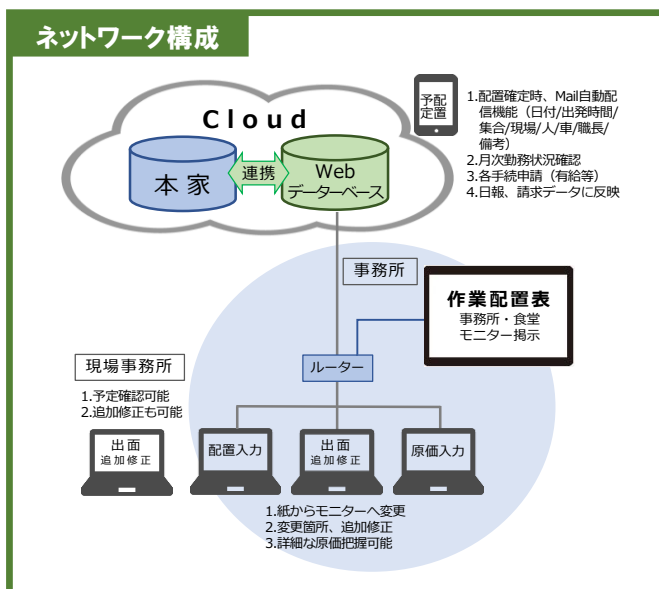 ネットワーク構成
Cloud
本家
連携
Web
データーベース
予配
定置
1.配置確定時、Mail自動配
信機能（日付/出発時間/
集合/現場/人/車/職長/
備考）
2.月次勤務状況確認
3.各手続申請（有給等）
4.日報、請求データに反映
事務所
作業配置表
事務所・食堂
モニター掲示
ルーター
現場事務所
1.予定確認可能
2.追加修正も可能
出面
追加修正
配置入力
出面
追加修正
原価入力
1.紙からモニターへ変更
2.変更箇所、追加修正
3.詳細な原価把握可能